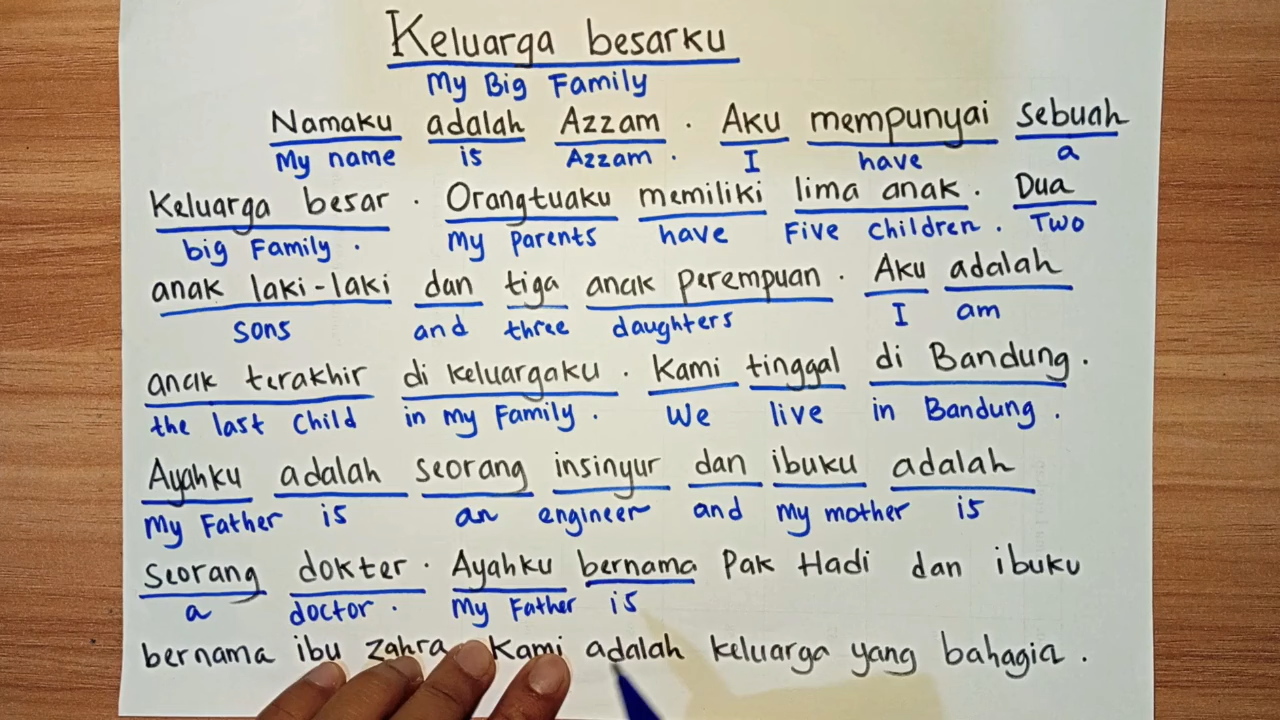 Keluarga besarku
My Big Family
Namaku adalah Azzam. Aku mempunyai sebuah
My name is Azzam. I have a
Keluarga besar. Orangtuaku memiliki lima anak. Dua
big Family. My parents have Five children. Two
anak laki-laki dan tiga anak perempuan. Aku adalah
sons and three daughters I am
anak terakhir di keluargaku. Kami tinggal di Bandung.
the last child in my Family. We live in Bandung.
Ayahku adalah seorang insinyur dan ibuku adalah
My Father is an engineer and my mother is
seorang dokter. Ayahku bernama Pak Hadi dan ibuku
a doctor. My Father is
bernama ibu zahra Kami adalah keluarga yang bahagia.